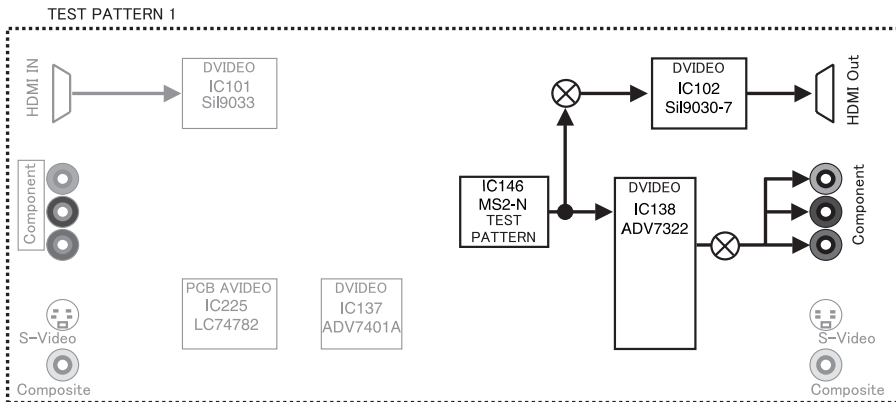 TEST PATTERN 1
HDMI IN
DVIDEO
IC101
Sil9033
DVIDEO
IC102
Sil9030-7
HDMI Out
Component
IC146
MS2-N
TEST
PATTERN
DVIDEO
IC138
ADV7322
Component
PCB AVIDEO
IC225
LC74782
DVIDEO
IC137
ADV7401A
S-Video
Composite
S-Video
Composite